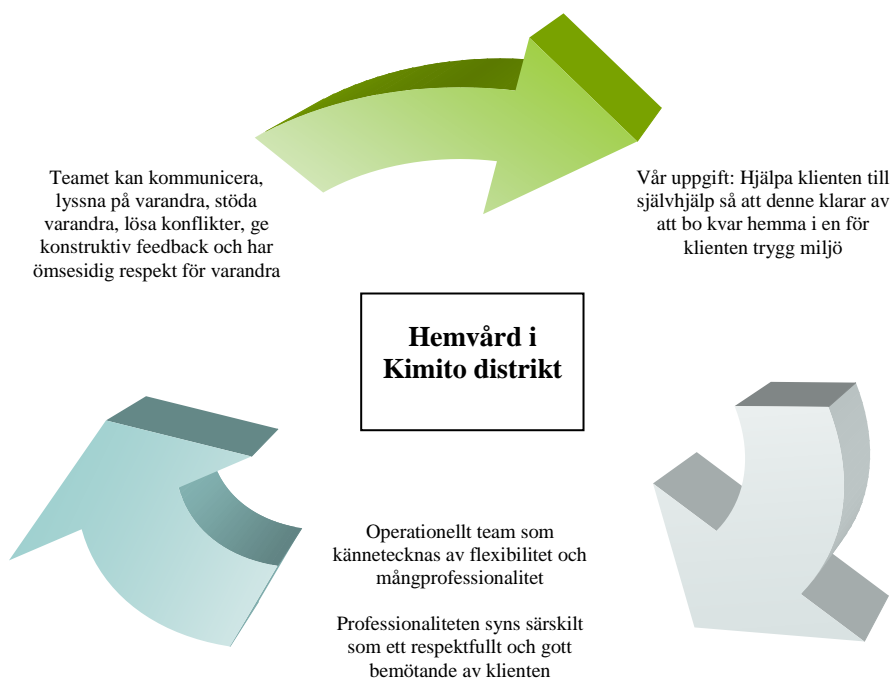 Teamet kan kommunicera,
lyssna på varandra, stöda
varandra, lösa konflikter, ge
konstruktiv feedback och har
ömsesidig respekt för varandra
Vår uppgift: Hjälpa klienten till
självhjälp så att denne klarar av
att bo kvar hemma i en för
klienten trygg miljö
Hemvård i
Kimito distrikt
Operationellt team som
kännetecknas av flexibilitet och
mångprofessionalitet
Professionaliteten syns särskilt
som ett respektfullt och gott
bemötande av klienten